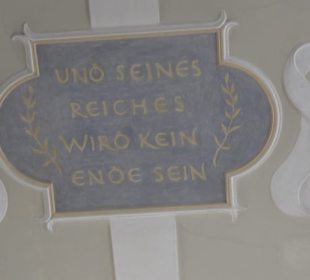 UND SEINES
REICHES
WIRD KEIN
ENDE SEIN